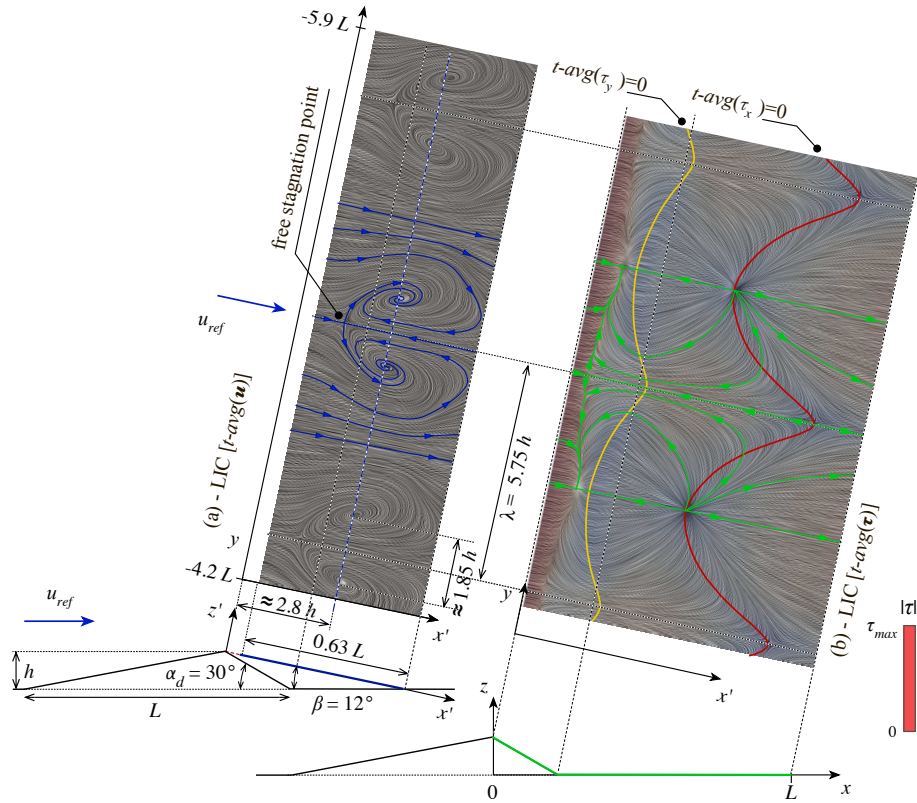 -5.9 L
t-avg(τy)=0
t-avg(τx)=0
free stagnation point
uref
(a) - LIC [t-avg(u)]
λ = 5.75 h
y
-4.2 L
≈ 1.85 h
≈ 2.8 h
x'
y'
(b) - LIC [t-avg(τ)]
|τ|
τmax
0
uref
z'
0.63 L
x'
h
αd = 30°
β = 12°
L
x'
z
0
L
x